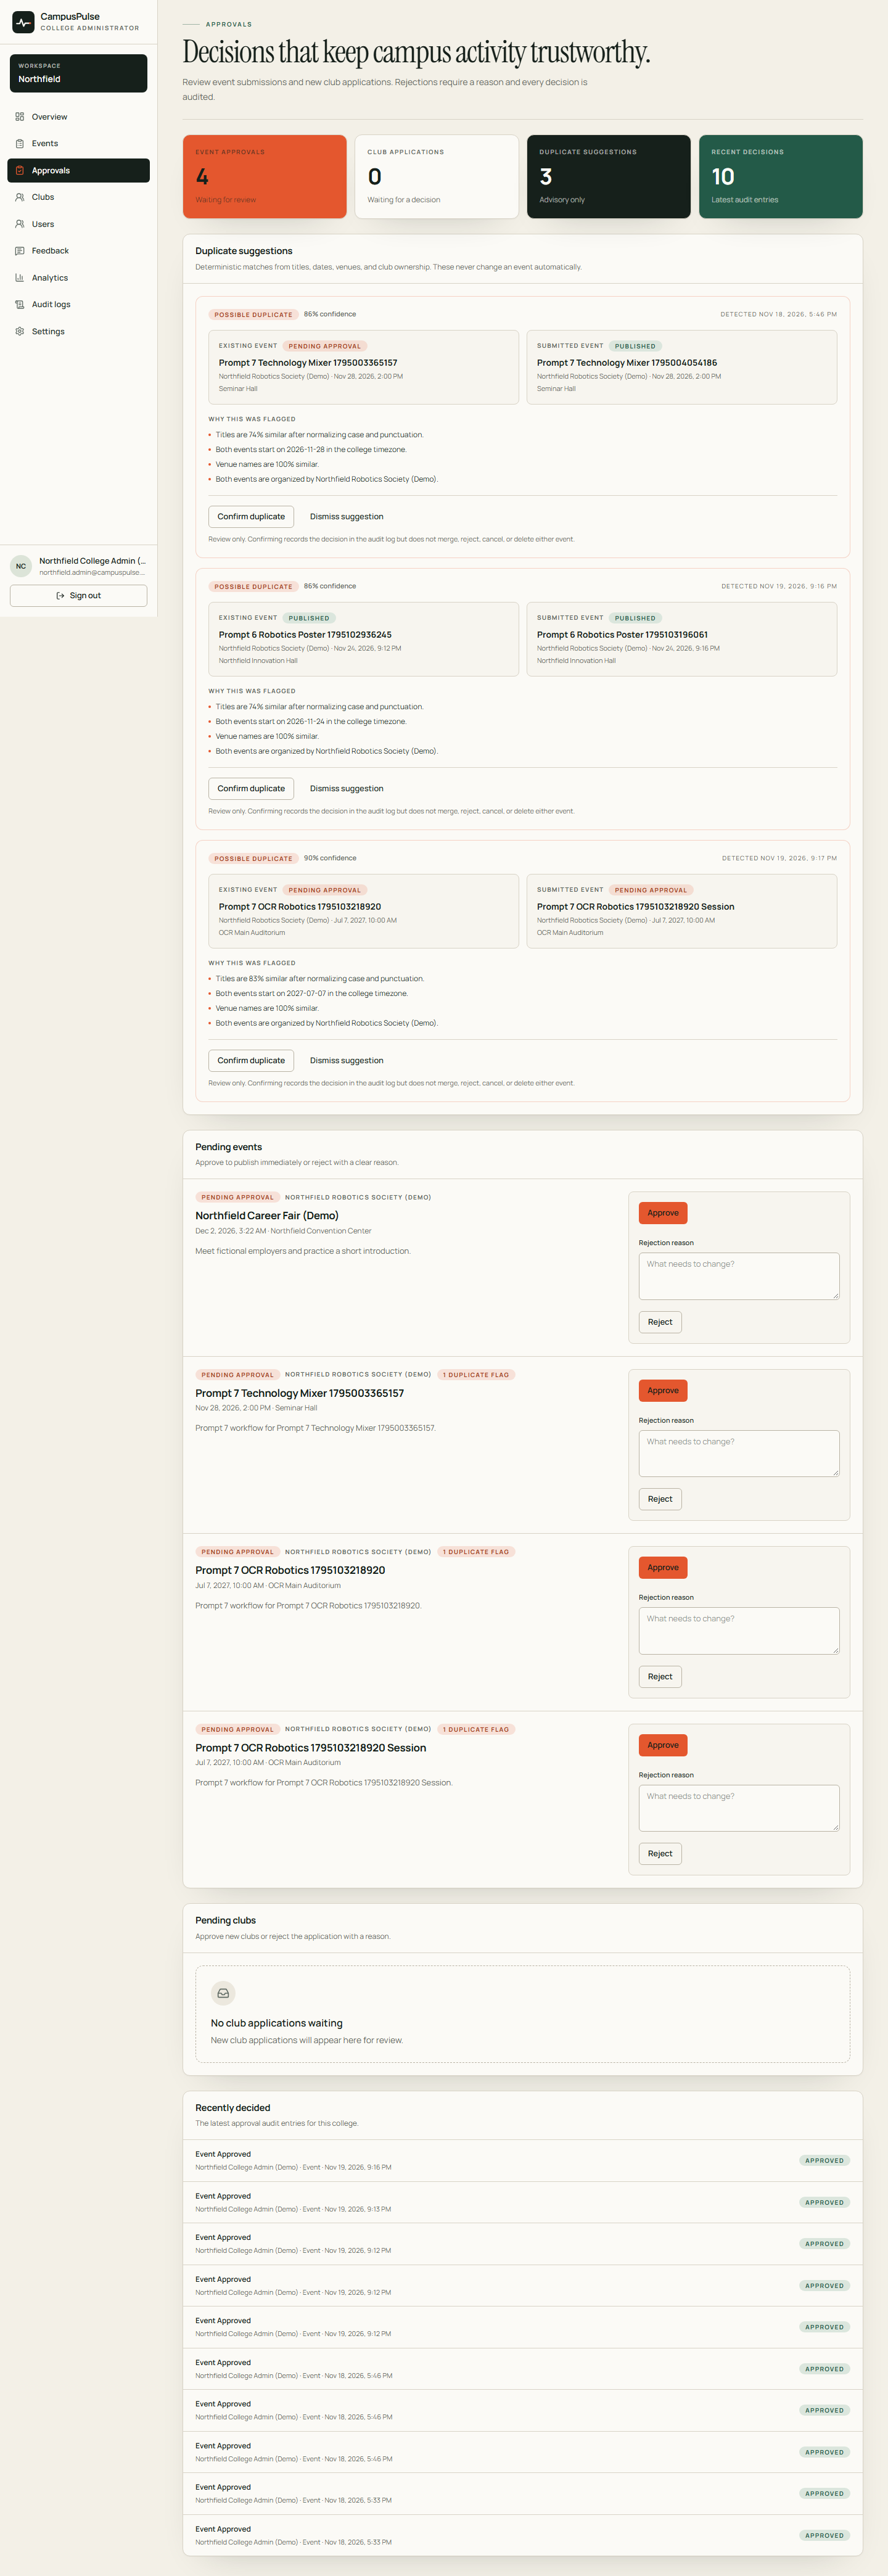 CampusPulse
COLLEGE ADMINISTRATOR
WORKSPACE
Northfield
Overview
Events
Approvals
Clubs
Users
Feedback
Analytics
Audit logs
Settings
NC
Northfield College Admin (...
northfield.admin@campuspulse...
Sign out
APPROVALS
Decisions that keep campus activity trustworthy.
Review event submissions and new club applications. Rejections require a reason and every decision is
audited.
EVENT APPROVALS
4
Waiting for review
CLUB APPLICATIONS
0
Waiting for a decision
DUPLICATE SUGGESTIONS
3
Advisory only
RECENT DECISIONS
10
Latest audit entries
Duplicate suggestions
Deterministic matches from titles, dates, venues, and club ownership. These never change an event automatically.
POSSIBLE DUPLICATE 86% confidence DETECTED NOV 18, 2026, 5:46 PM
EXISTING EVENT PENDING APPROVAL
Prompt 7 Technology Mixer 1795003365157
Northfield Robotics Society (Demo) · Nov 28, 2026, 2:00 PM
Seminar Hall
SUBMITTED EVENT PUBLISHED
Prompt 7 Technology Mixer 1795004054186
Northfield Robotics Society (Demo) · Nov 28, 2026, 2:00 PM
Seminar Hall
WHY THIS WAS FLAGGED
• Titles are 74% similar after normalizing case and punctuation.
• Both events start on 2026-11-28 in the college timezone.
• Venue names are 100% similar.
• Both events are organized by Northfield Robotics Society (Demo).
Confirm duplicate Dismiss suggestion
Review only. Confirming records the decision in the audit log but does not merge, reject, cancel, or delete either event.
POSSIBLE DUPLICATE 86% confidence DETECTED NOV 19, 2026, 9:16 PM
EXISTING EVENT PUBLISHED
Prompt 6 Robotics Poster 1795102936245
Northfield Robotics Society (Demo) · Nov 24, 2026, 9:12 PM
Northfield Innovation Hall
SUBMITTED EVENT PUBLISHED
Prompt 6 Robotics Poster 1795103196061
Northfield Robotics Society (Demo) · Nov 24, 2026, 9:16 PM
Northfield Innovation Hall
WHY THIS WAS FLAGGED
• Titles are 74% similar after normalizing case and punctuation.
• Both events start on 2026-11-24 in the college timezone.
• Venue names are 100% similar.
• Both events are organized by Northfield Robotics Society (Demo).
Confirm duplicate Dismiss suggestion
Review only. Confirming records the decision in the audit log but does not merge, reject, cancel, or delete either event.
POSSIBLE DUPLICATE 90% confidence DETECTED NOV 19, 2026, 9:17 PM
EXISTING EVENT PENDING APPROVAL
Prompt 7 OCR Robotics 1795103218920
Northfield Robotics Society (Demo) · Jul 7, 2027, 10:00 AM
OCR Main Auditorium
SUBMITTED EVENT PENDING APPROVAL
Prompt 7 OCR Robotics 1795103218920 Session
Northfield Robotics Society (Demo) · Jul 7, 2027, 10:00 AM
OCR Main Auditorium
WHY THIS WAS FLAGGED
• Titles are 83% similar after normalizing case and punctuation.
• Both events start on 2027-07-07 in the college timezone.
• Venue names are 100% similar.
• Both events are organized by Northfield Robotics Society (Demo).
Confirm duplicate Dismiss suggestion
Review only. Confirming records the decision in the audit log but does not merge, reject, cancel, or delete either event.
Pending events
Approve to publish immediately or reject with a clear reason.
PENDING APPROVAL NORTHFIELD ROBOTICS SOCIETY (DEMO)
Northfield Career Fair (Demo)
Dec 2, 2026, 3:22 AM · Northfield Convention Center
Meet fictional employers and practice a short introduction.
Approve
Rejection reason
What needs to change?
Reject
PENDING APPROVAL NORTHFIELD ROBOTICS SOCIETY (DEMO) 1 DUPLICATE FLAG
Prompt 7 Technology Mixer 1795003365157
Nov 28, 2026, 2:00 PM · Seminar Hall
Prompt 7 workflow for Prompt 7 Technology Mixer 1795003365157.
Approve
Rejection reason
What needs to change?
Reject
PENDING APPROVAL NORTHFIELD ROBOTICS SOCIETY (DEMO) 1 DUPLICATE FLAG
Prompt 7 OCR Robotics 1795103218920
Jul 7, 2027, 10:00 AM · OCR Main Auditorium
Prompt 7 workflow for Prompt 7 OCR Robotics 1795103218920.
Approve
Rejection reason
What needs to change?
Reject
PENDING APPROVAL NORTHFIELD ROBOTICS SOCIETY (DEMO) 1 DUPLICATE FLAG
Prompt 7 OCR Robotics 1795103218920 Session
Jul 7, 2027, 10:00 AM · OCR Main Auditorium
Prompt 7 workflow for Prompt 7 OCR Robotics 1795103218920 Session.
Approve
Rejection reason
What needs to change?
Reject
Pending clubs
Approve new clubs or reject the application with a reason.
No club applications waiting
New club applications will appear here for review.
Recently decided
The latest approval audit entries for this college.
Event Approved
Northfield College Admin (Demo) · Event · Nov 19, 2026, 9:16 PM
APPROVED
Event Approved
Northfield College Admin (Demo) · Event · Nov 19, 2026, 9:13 PM
APPROVED
Event Approved
Northfield College Admin (Demo) · Event · Nov 19, 2026, 9:12 PM
APPROVED
Event Approved
Northfield College Admin (Demo) · Event · Nov 19, 2026, 9:12 PM
APPROVED
Event Approved
Northfield College Admin (Demo) · Event · Nov 19, 2026, 9:12 PM
APPROVED
Event Approved
Northfield College Admin (Demo) · Event · Nov 18, 2026, 5:46 PM
APPROVED
Event Approved
Northfield College Admin (Demo) · Event · Nov 18, 2026, 5:46 PM
APPROVED
Event Approved
Northfield College Admin (Demo) · Event · Nov 18, 2026, 5:46 PM
APPROVED
Event Approved
Northfield College Admin (Demo) · Event · Nov 18, 2026, 5:33 PM
APPROVED
Event Approved
Northfield College Admin (Demo) · Event · Nov 18, 2026, 5:33 PM
APPROVED